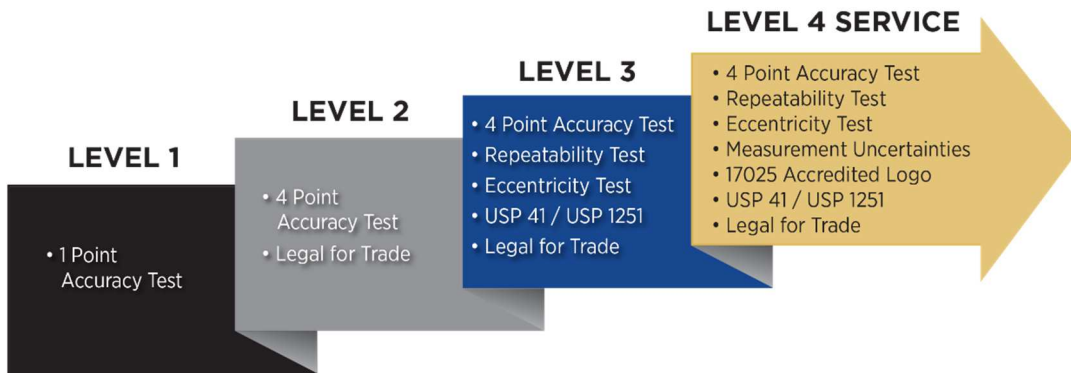 LEVEL 1
• 1 Point
Accuracy Test
LEVEL 2
• 4 Point
Accuracy Test
• Legal for Trade
LEVEL 3
• 4 Point Accuracy Test
• Repeatability Test
• Eccentricity Test
• USP 41 / USP 1251
• Legal for Trade
LEVEL 4 SERVICE
• 4 Point Accuracy Test
• Repeatability Test
• Eccentricity Test
• Measurement Uncertainties
• 17025 Accredited Logo
• USP 41 / USP 1251
• Legal for Trade